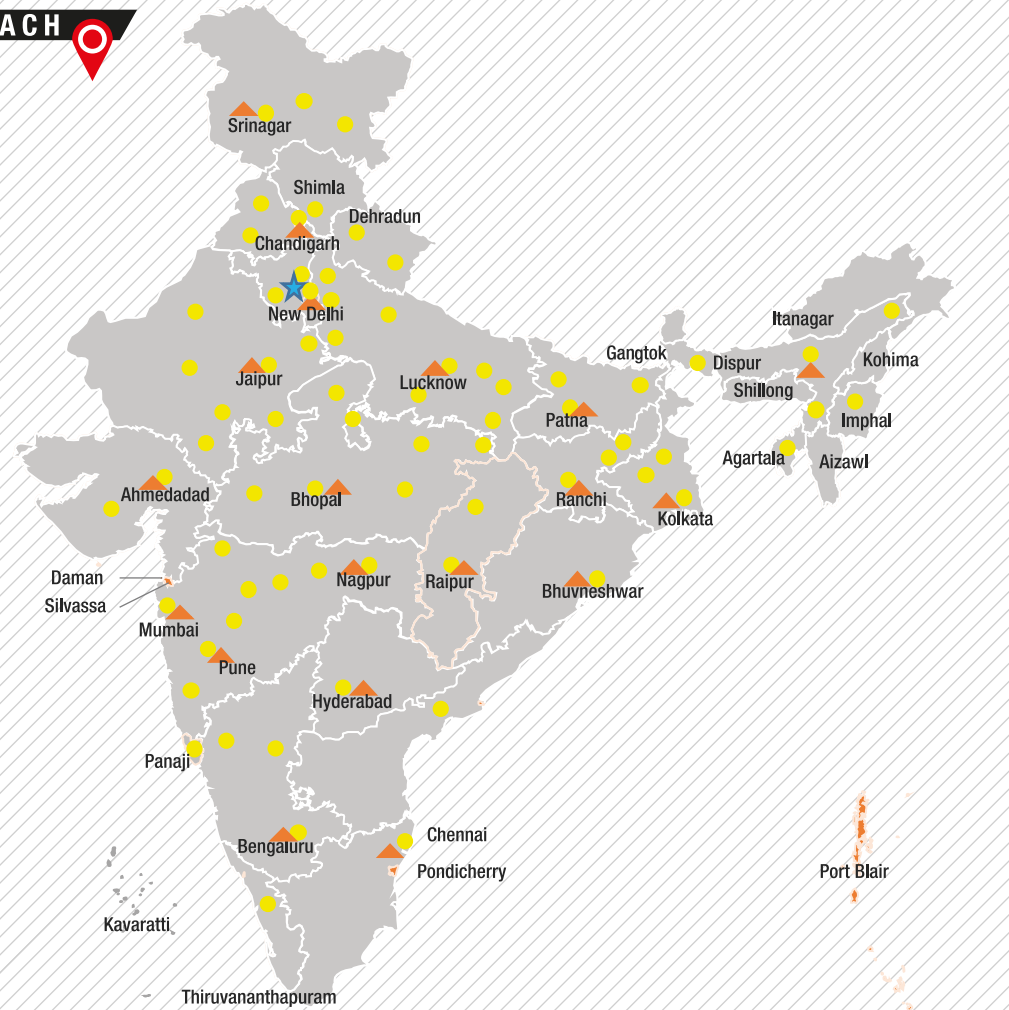 ACH
Srinagar
Shimla
Dehradun
Chandigarh
New Delhi
Itanagar
Gangtok
Dispur
Kohima
Jaipur
Lucknow
Shillong
Patna
Imphal
Agartala
Aizawl
Ahmedadad
Bhopal
Ranchi
Kolkata
Daman
Nagpur
Raipur
Silvassa
Bhuvneshwar
Mumbai
Pune
Hyderabad
Panaji
Chennai
Bengaluru
Pondicherry
Port Blair
Kavaratti
Thiruvananthapuram